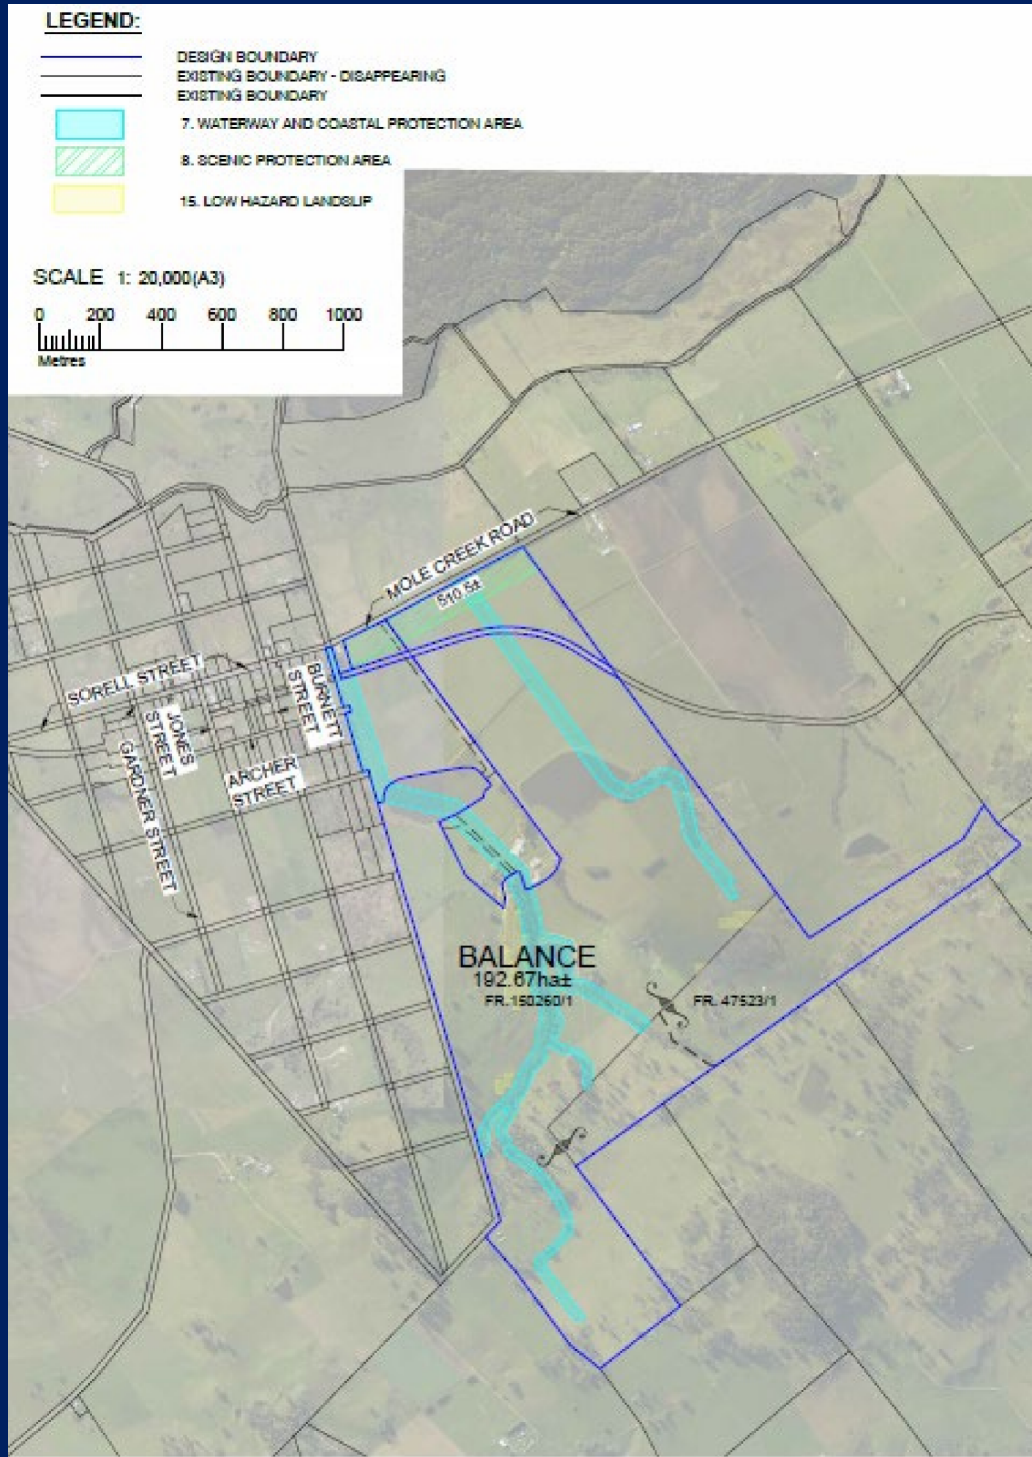 LEGEND:
DESIGN BOUNDARY
EXISTING BOUNDARY - DISAPPEARING
EXISTING BOUNDARY
7. WATERWAY AND COASTAL PROTECTION AREA
8. SCENIC PROTECTION AREA
15. LOW HAZARD LANDSLIP
SCALE 1: 20,000(A3)
0 200 400 600 800 1000
Metres
MOLE CREEK ROAD
510.5±
SORELL STREET
BURNETT
STREET
JONES
STREET
GARDNER STREET
ARCHER
STREET
BALANCE
192.67ha±
FR.150260/1
FR. 47523/1